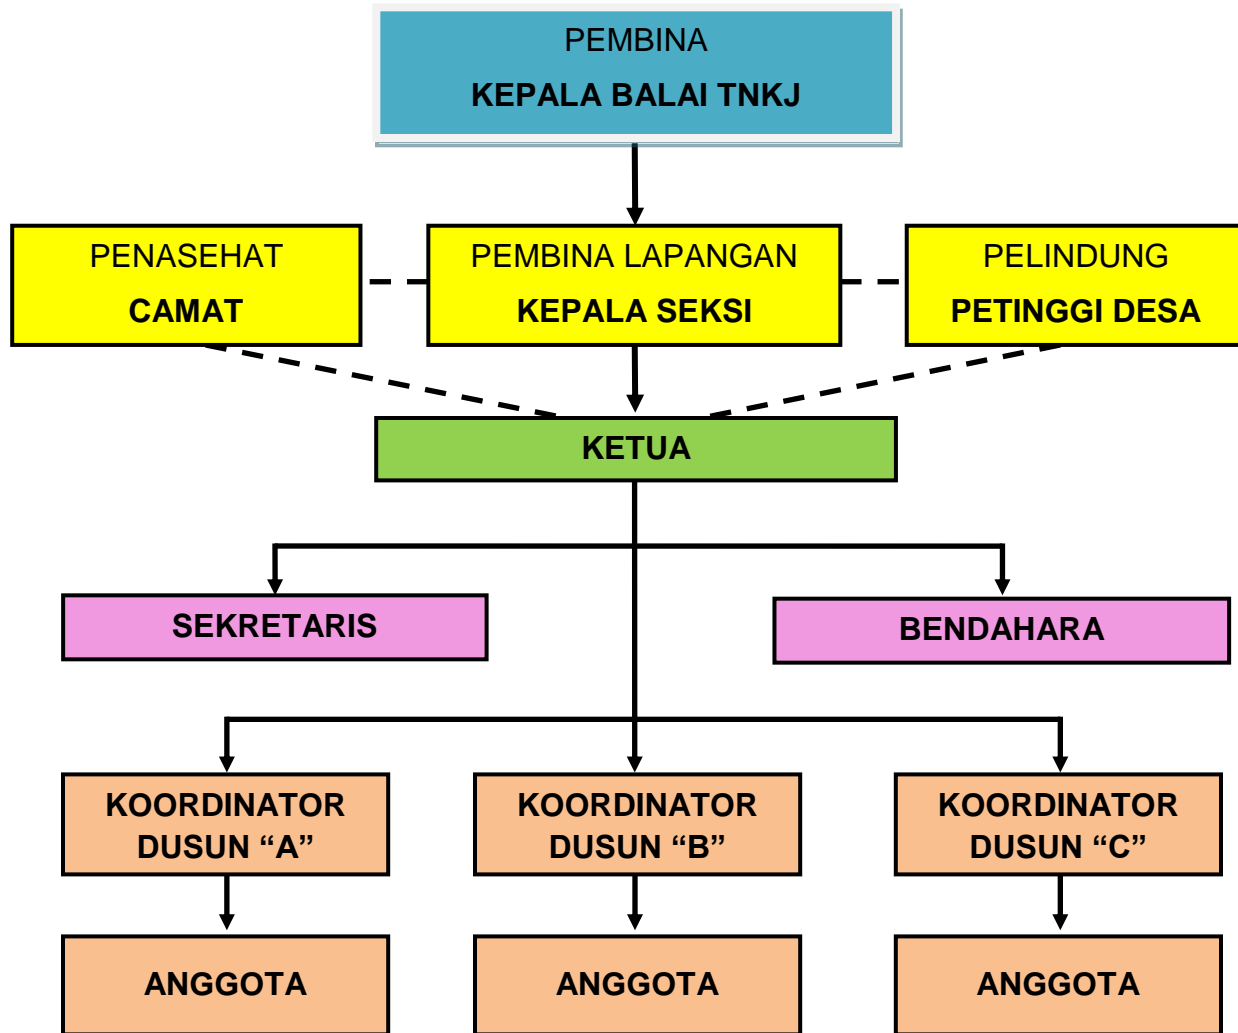 PEMBINA
KEPALA BALAI TNKJ
PENASEHAT
CAMAT
PEMBINA LAPANGAN
KEPALA SEKSI
PELINDUNG
PETINGGI DESA
KETUA
SEKRETARIS
BENDAHARA
KOORDINATOR
DUSUN “A”
KOORDINATOR
DUSUN “B”
KOORDINATOR
DUSUN “C”
ANGGOTA
ANGGOTA
ANGGOTA